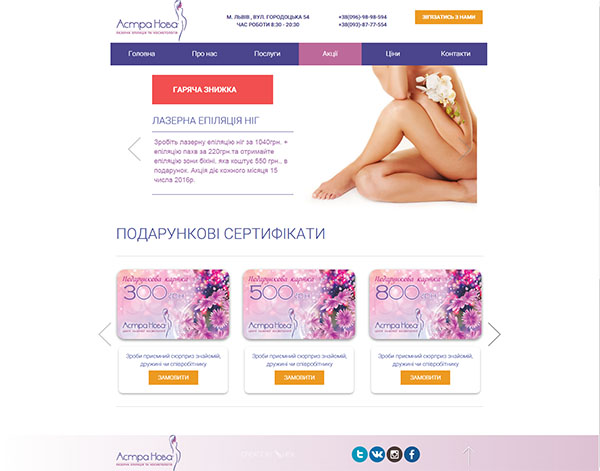 Астра Нова
лазерна епіляція та косметологія
М. ЛЬВІВ , ВУЛ. ГОРОДОЦЬКА 54
ЧАС РОБОТИ 8:30 - 20:30
+38(096)-98-98-594
+38(093)-87-77-554
ЗВ'ЯЗАТИСЬ З НАМИ
Головна Про нас Послуги Акції Ціни Контакти
ГАРЯЧА ЗНИЖКА
ЛАЗЕРНА ЕПІЛЯЦІЯ НІГ
Зробіть лазерну епіляцію ніг за 1040грн. +
епіляцію паха за 220грн та отримайте
епіляцію зони бікіні, яка коштує 550 грн., в
подарунок. Акція діє кожного місяця 15
числа 2016р.
ПОДАРУНКОВІ СЕРТИФІКАТИ
Подарункова картка
300 грн
Астра Нова
Подарункова картка
500 грн
Астра Нова
Подарункова картка
800 грн
Астра Нова
Зроби приємний сюрприз знайомій,
дружині чи співробітнику
ЗАМОВИТИ
Зроби приємний сюрприз знайомій,
дружині чи співробітнику
ЗАМОВИТИ
Зроби приємний сюрприз знайомій,
дружині чи співробітнику
ЗАМОВИТИ
Астра Нова
лазерна епіляція та косметологія